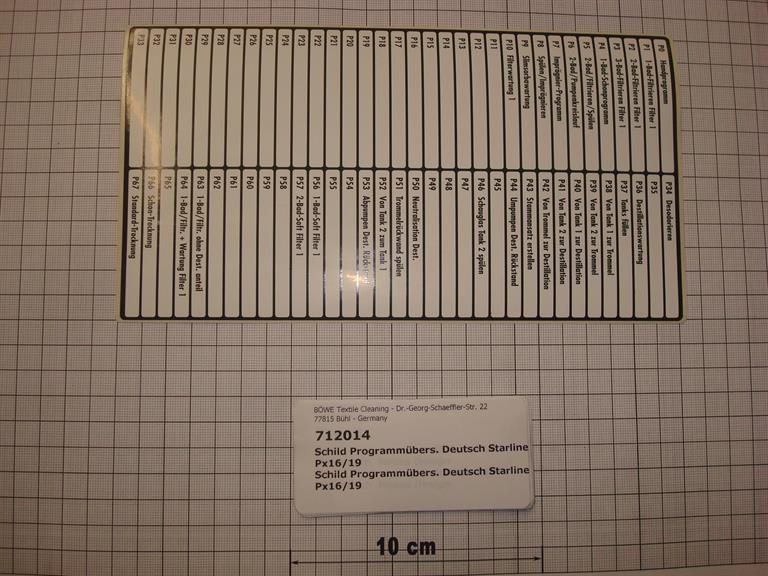 P0 Handprogramm
P1 1-Bad-Filtrieren Filter 1
P2 2-Bad-Filtrieren Filter 1
P3 3-Bad-Filtrieren Filter 1
P4 1-Bad-Schonprogramm
P5 2-Bad/Filtrieren/Spülen
P6 2-Bad/Pumpenkreislauf
P7 Imprägnier-Programm
P8 Spülen/Imprägnieren
P9 Slimsorbawartung
P10 Filterwartung 1
P11
P12
P13
P14
P15
P16
P17
P18
P19
P20
P21
P22
P23
P24
P25
P26
P27
P28
P29
P30
P31
P32
P33
P34 Desodorieren
P35
P36 Destillationswartung
P37 Tanks füllen
P38 Von Tank 1 zur Trommel
P39 Von Tank 2 zur Trommel
P40 Von Tank 1 zur Destillation
P41 Von Tank 2 zur Destillation
P42 Von Trommel zur Destillation
P43 Stammansatz erstellen
P44 Umpumpen Dest. Rückstand
P45
P46 Schauglas Tank 2 spülen
P47
P48
P49
P50 Neutralisation Dest.
P51 Trommelrückwand spülen
P52 Von Tank 2 zum Tank 1
P53 Abpumpen Dest. Rückstand
P54
P55
P56 1-Bad-Soft Filter 1
P57 2-Bad-Soft Filter 1
P58
P59
P60
P61
P62
P63 1-Bad/Filtr. ohne Dest. anteil
P64 1-Bad/Filtr. + Wartung Filter 1
P65
P66 Schon-Trocknung
P67 Standard-Trocknung
BÖWE Textile Cleaning - Dr.-Georg-Schaeffler-Str. 22
77815 Bühl - Germany
712014
Schild Programmübers. Deutsch Starline
Px16/19
Schild Programmübers. Deutsch Starline
Px16/19
10 cm